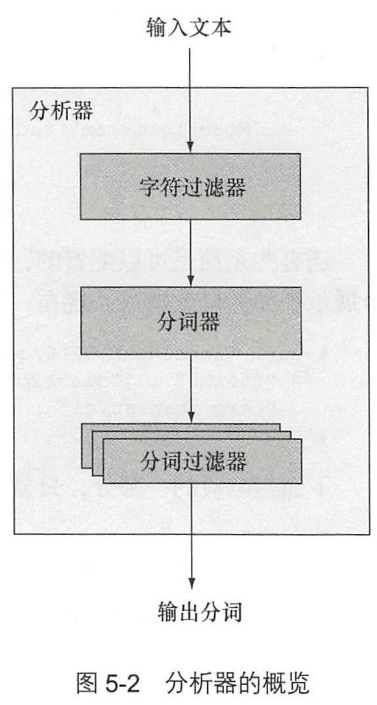 输入文本
分析器
字符过滤器
分词器
分词过滤器
输出分词
图 5-2 分析器的概览